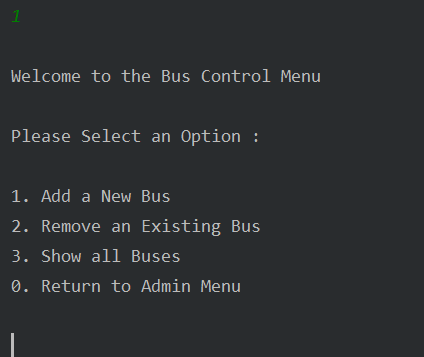 1
Welcome to the Bus Control Menu
Please Select an Option :
1. Add a New Bus
2. Remove an Existing Bus
3. Show all Buses
0. Return to Admin Menu